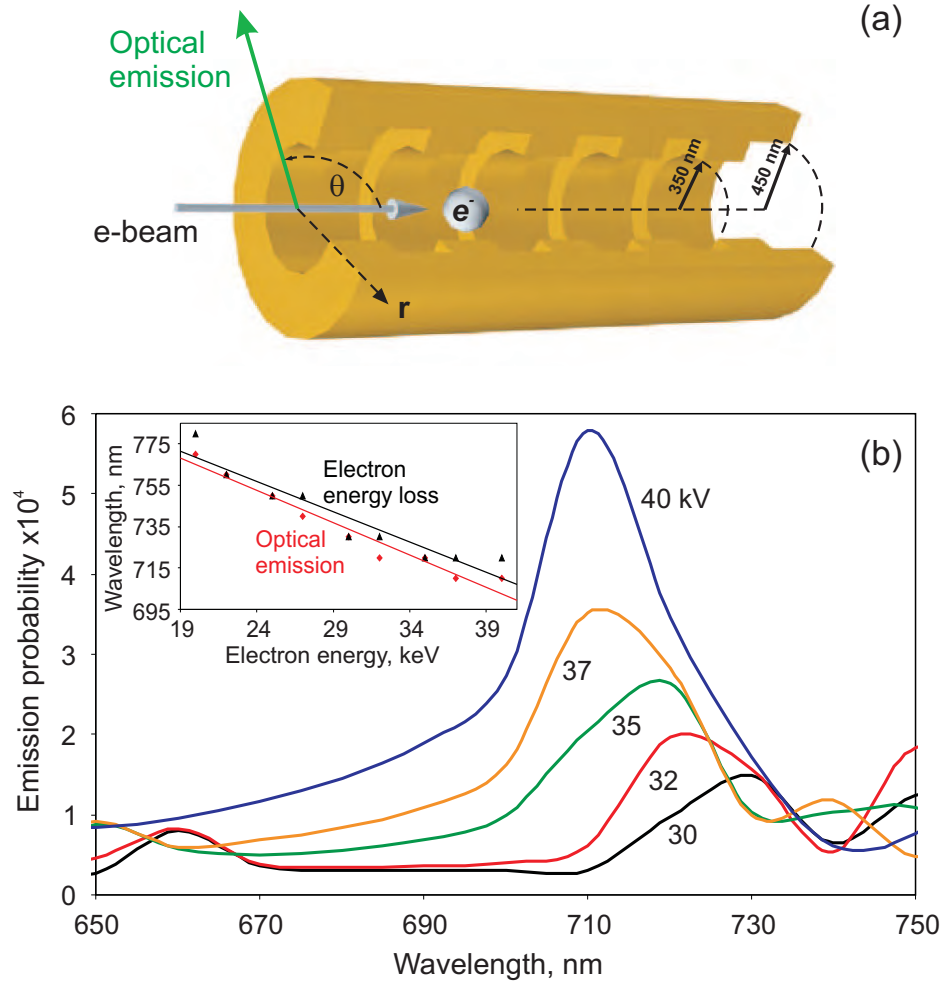 (a)
Optical
emission
θ
e-beam
e-
r
350 nm
450 nm
(b)
Emission probability x10⁴
6
5
4
3
2
1
0
650
670
690
710
730
750
Wavelength, nm
40 kV
37
35
32
30
Wavelength, nm
775
755
735
715
695
19
24
29
34
39
Electron energy, keV
Electron
energy loss
Optical
emission